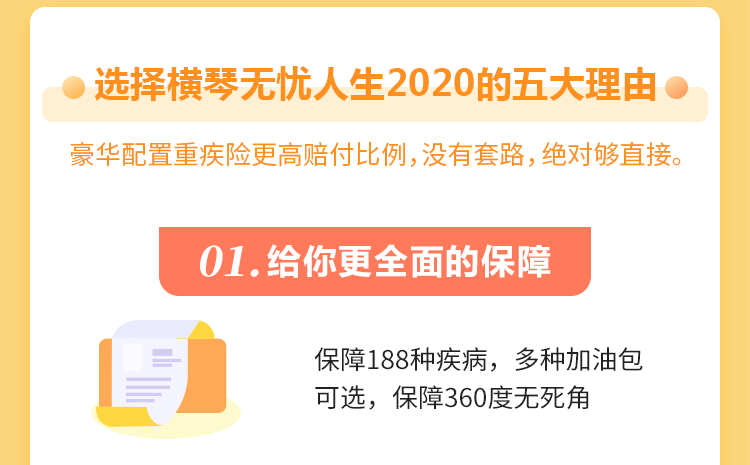 选择横琴无忧人生2020的五大理由
豪华配置重疾险更高赔付比例，没有套路，绝对够直接。
01.给你更全面的保障
保障188种疾病，多种加油包
可选，保障360度无死角